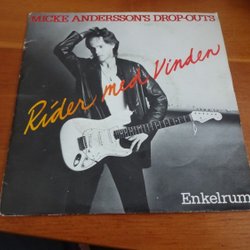 MICKE ANDERSSON'S DROP-OUTS
Rider med Vinden
Enkelrum